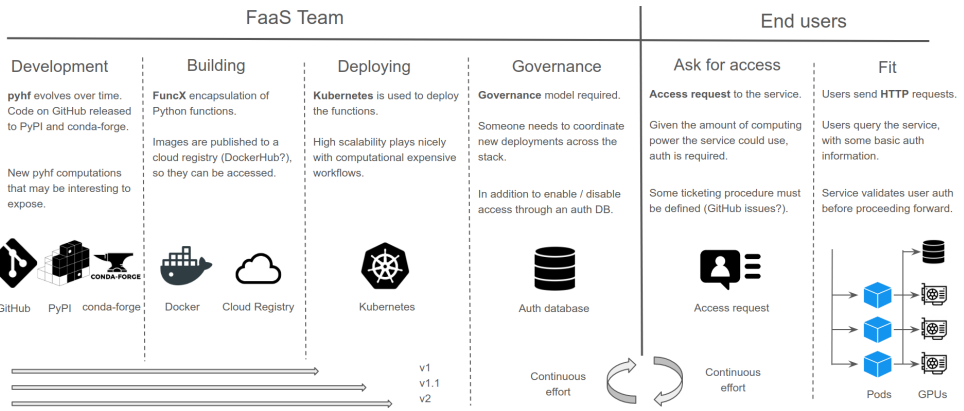 FaaS Team
End users
Development
pyhf evolves over time.
Code on GitHub released
to PyPI and conda-forge.
New pyhf computations
that may be interesting to
expose.
GitHub
PyPI
CONDA-FORGE
conda-forge
Building
FuncX encapsulation of
Python functions.
Images are published to a
cloud registry (DockerHub?),
so they can be accessed.
Docker
Cloud Registry
Deploying
Kubernetes is used to deploy
the functions.
High scalability plays nicely
with computational expensive
workflows.
Kubernetes
Governance
Governance model required.
Someone needs to coordinate
new deployments across the
stack.
In addition to enable / disable
access through an auth DB.
Auth database
Ask for access
Access request to the service.
Given the amount of computing
power the service could use,
auth is required.
Some ticketing procedure must
be defined (GitHub issues?).
Access request
Fit
Users send HTTP requests.
Users query the service,
with some basic auth
information.
Service validates user auth
before proceeding forward.
Pods
GPUs
v1
v1.1
v2
Continuous
effort
Continuous
effort